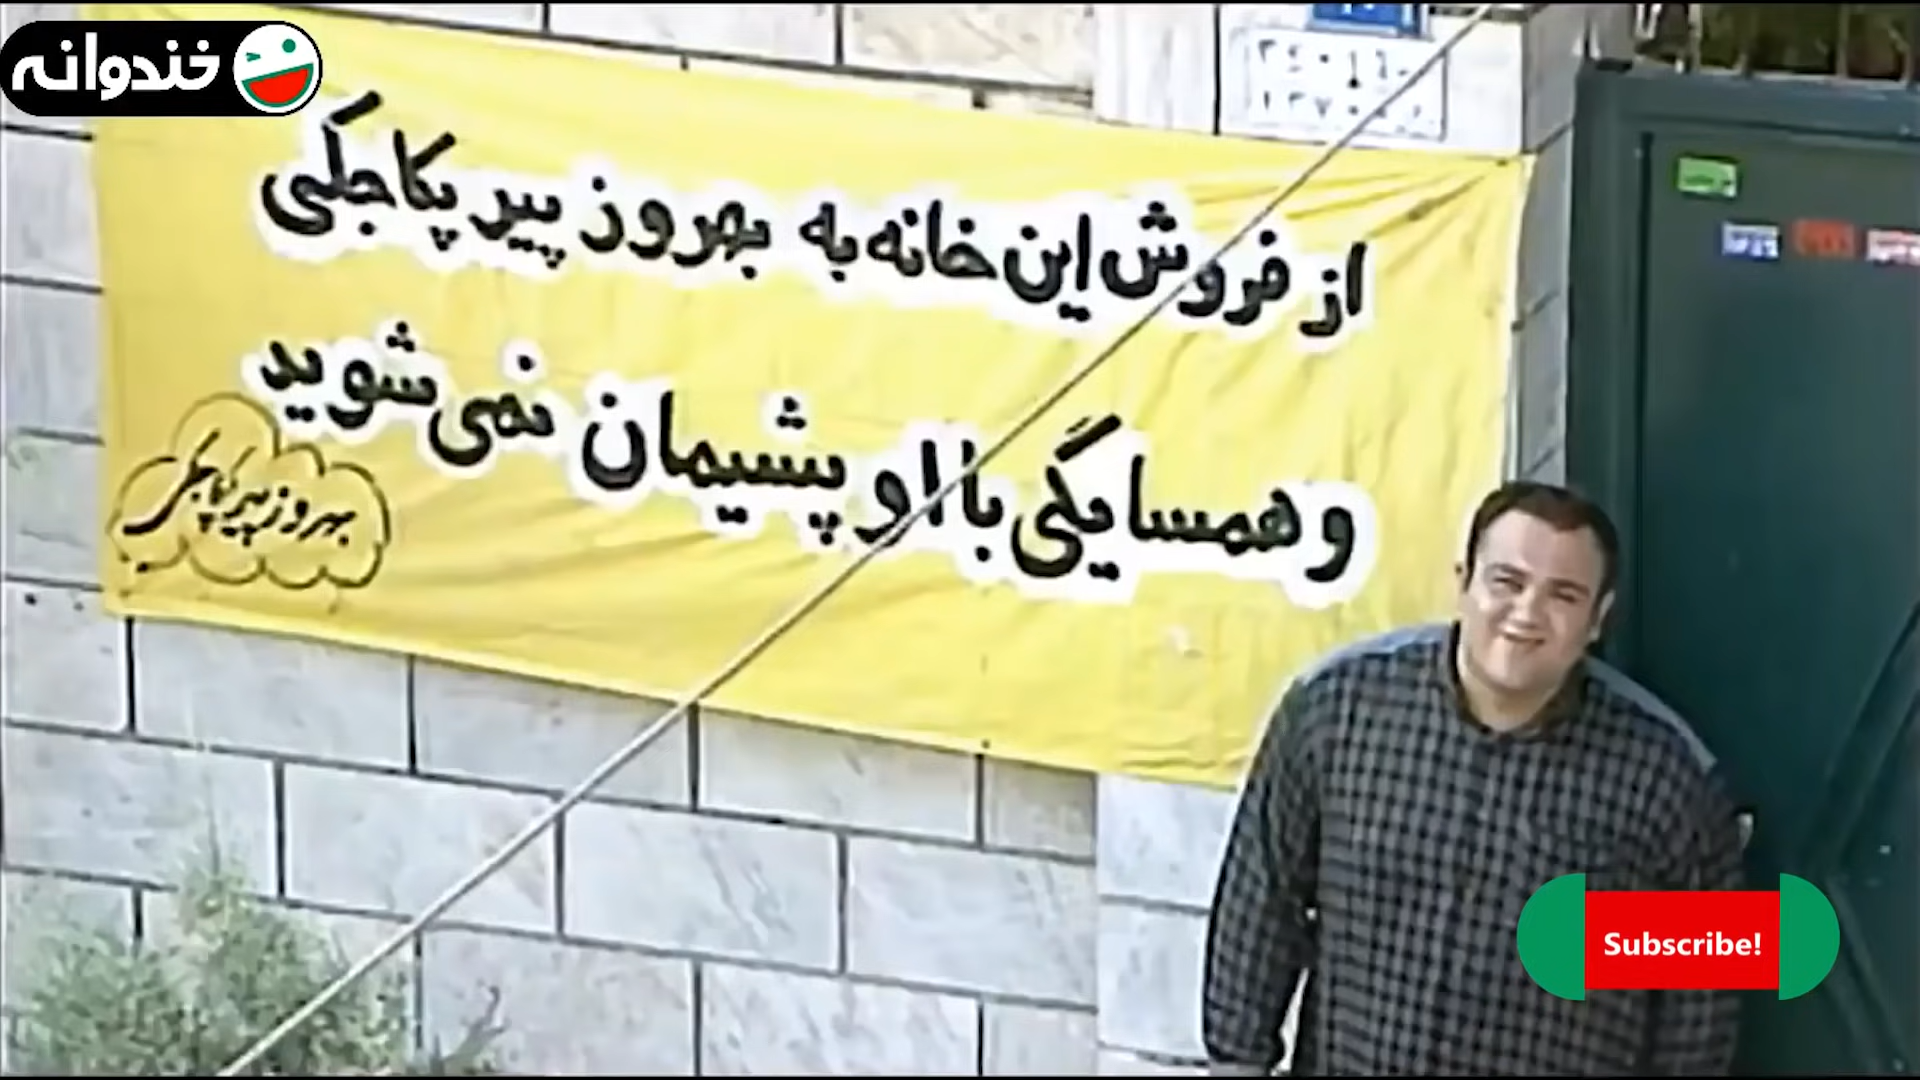 خندوانه
از فروش این خانه به بهروز پیرپکاجکی
و همسایگی با او پشیمان نمی‌شوید
بهروز پیرپکاجکی
Subscribe!